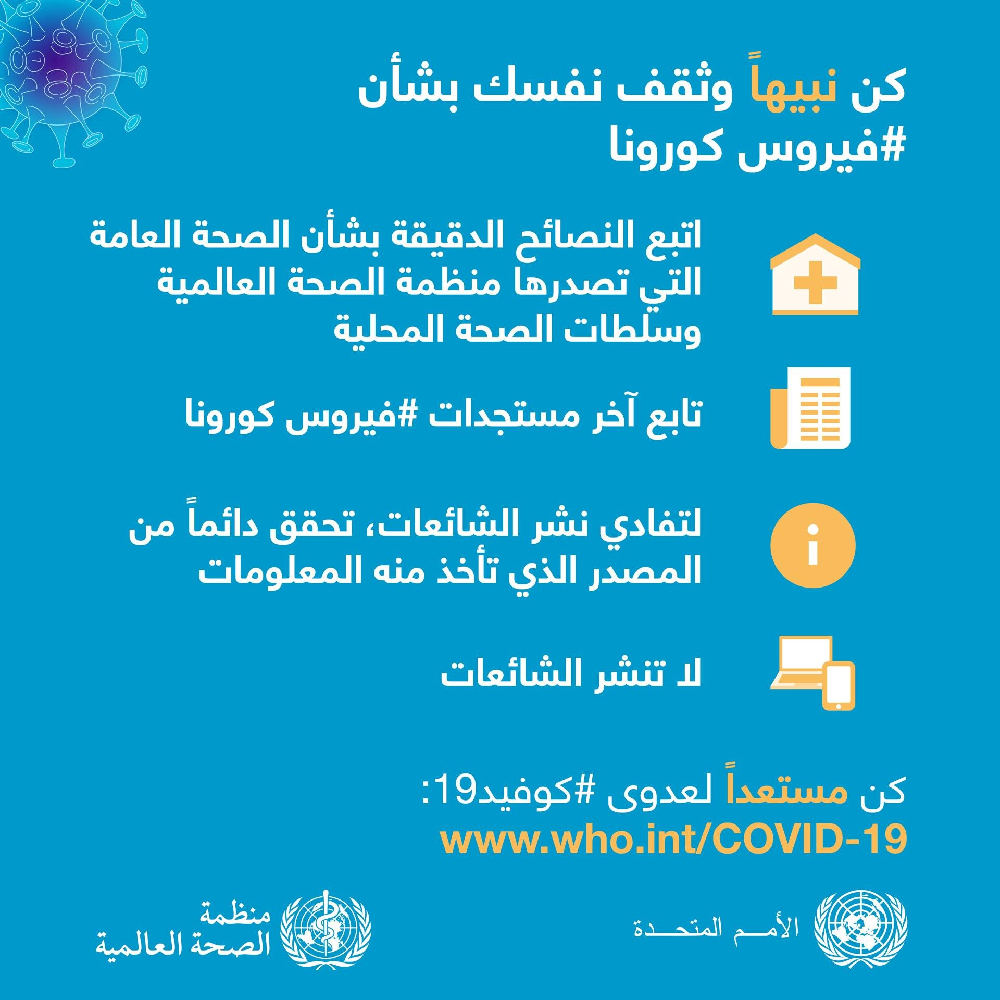 كن نبيهاً وثقف نفسك بشأن
#فيروس كورونا
اتبع النصائح الدقيقة بشأن الصحة العامة
التي تصدرها منظمة الصحة العالمية
وسلطات الصحة المحلية
تابع آخر مستجدات #فيروس كورونا
لتفادي نشر الشائعات، تحقق دائماً من
المصدر الذي تأخذ منه المعلومات
لا تنشر الشائعات
كن مستعداً لعدوى #كوفيد19:
www.who.int/COVID-19
الأمم المتحدة
منظمة
الصحة العالمية